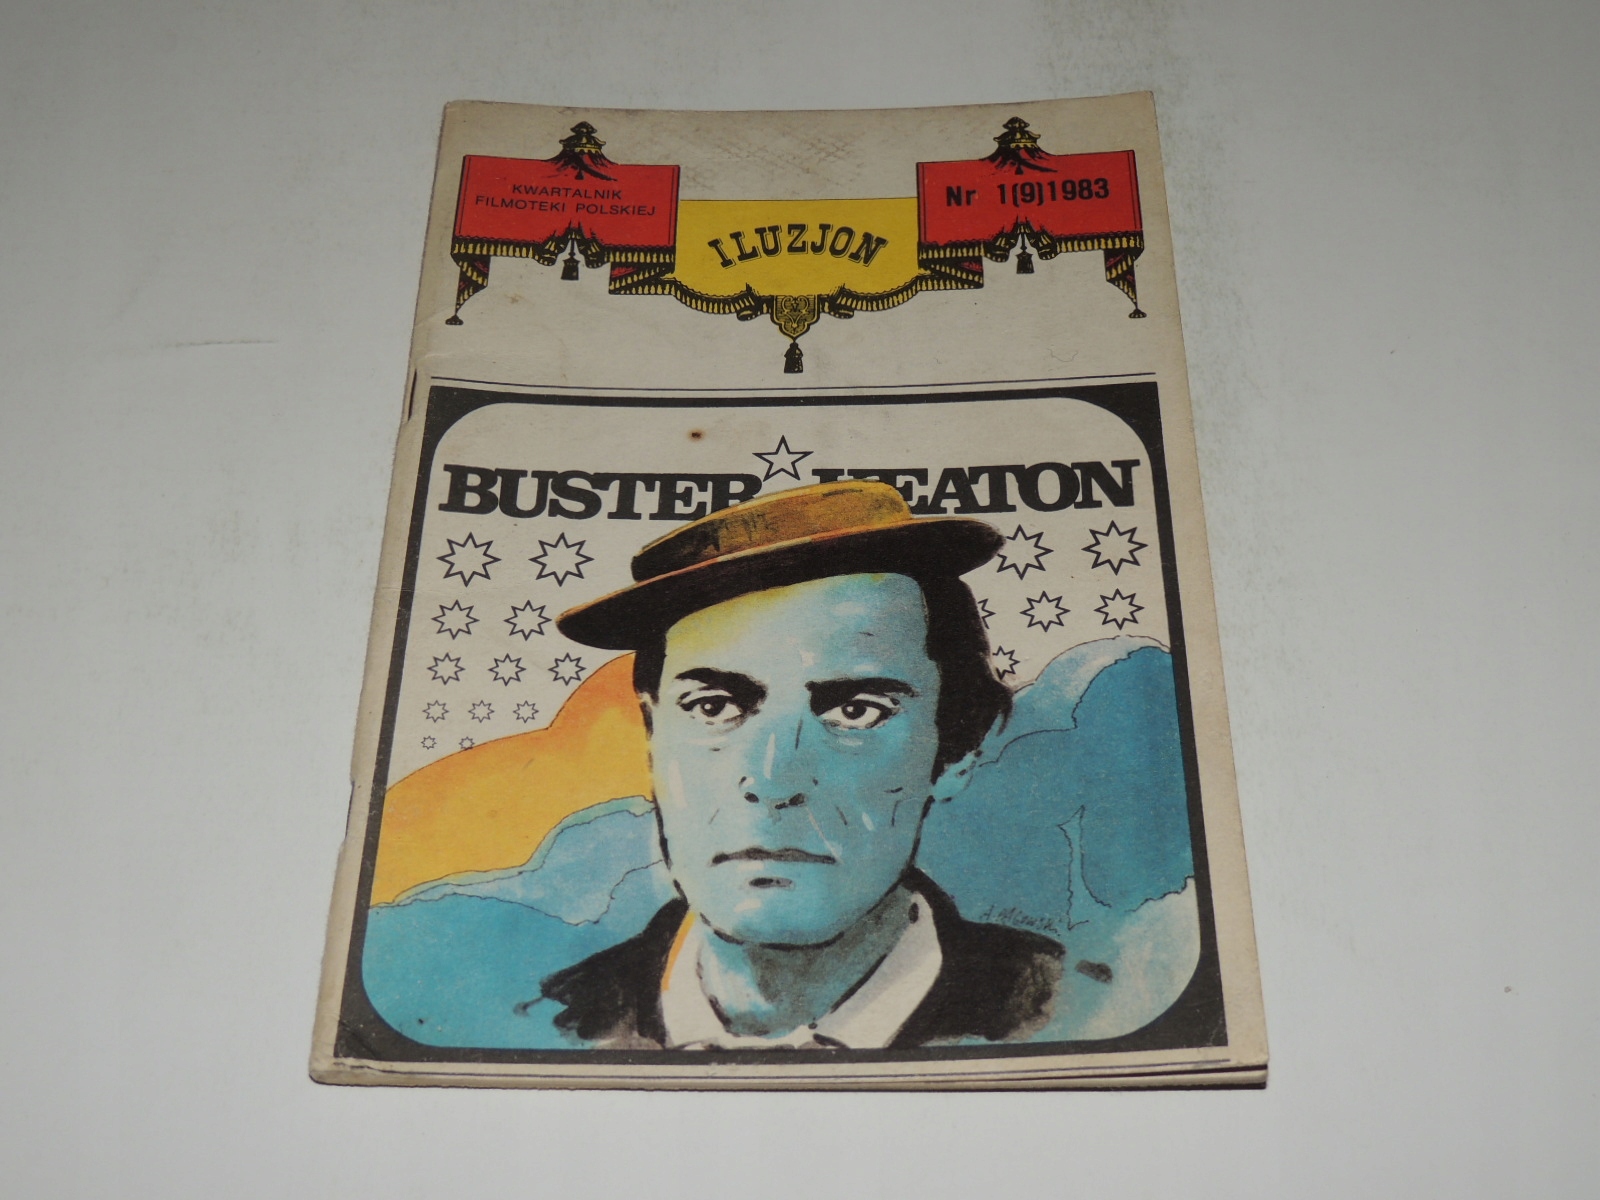 KWARTALNIK
FILMOTEKI POLSKIEJ
ILUZJON
Nr 1(9)1983
BUSTER KEATON